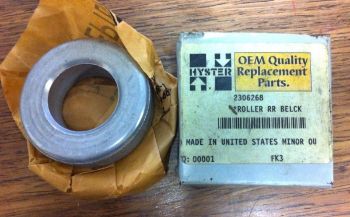 HYSTER
OEM Quality
Replacement
Parts.
2306268
ROLLER RR BELCK
MADE IN UNITED STATES MINOR OU
Q: 00001 FK3